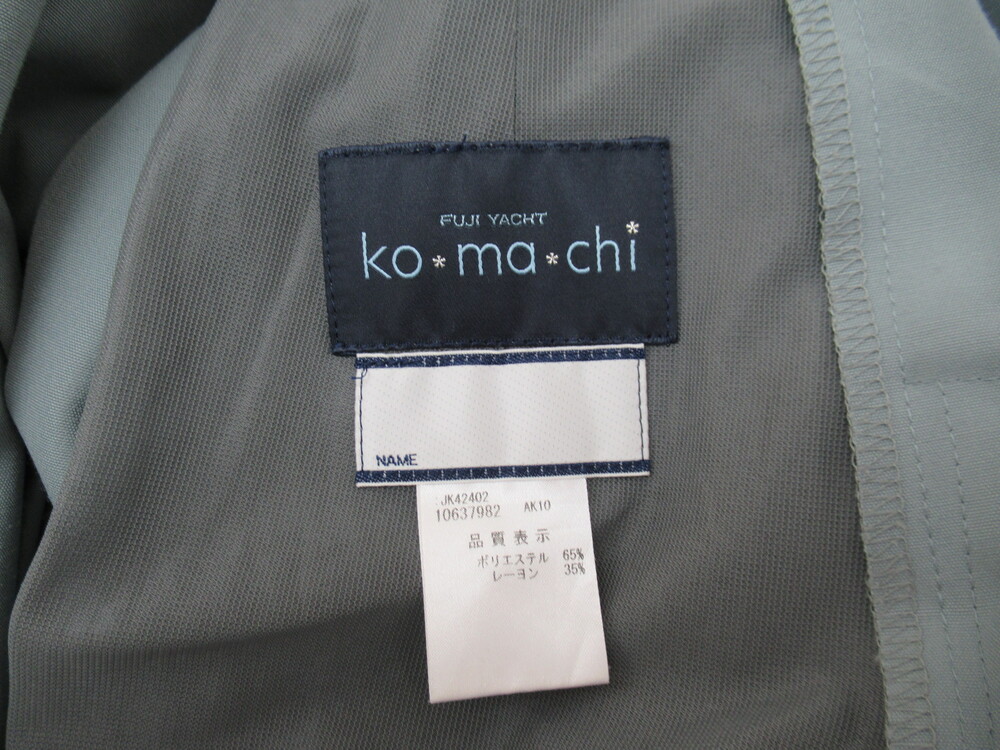 FUJI YACHT
ko*ma*chi
NAME
JK42402
10637982 AK10
品質表示
ポリエステル 65%
レーヨン 35%